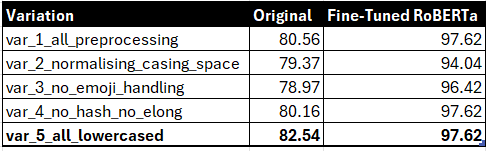 Variation Original Fine-Tuned RoBERTa
var_1_all_preprocessing 80.56 97.62
var_2_normalising_casing_space 79.37 94.04
var_3_no_emoji_handling 78.97 96.42
var_4_no_hash_no_elong 80.16 97.62
var_5_all_lowercased 82.54 97.62